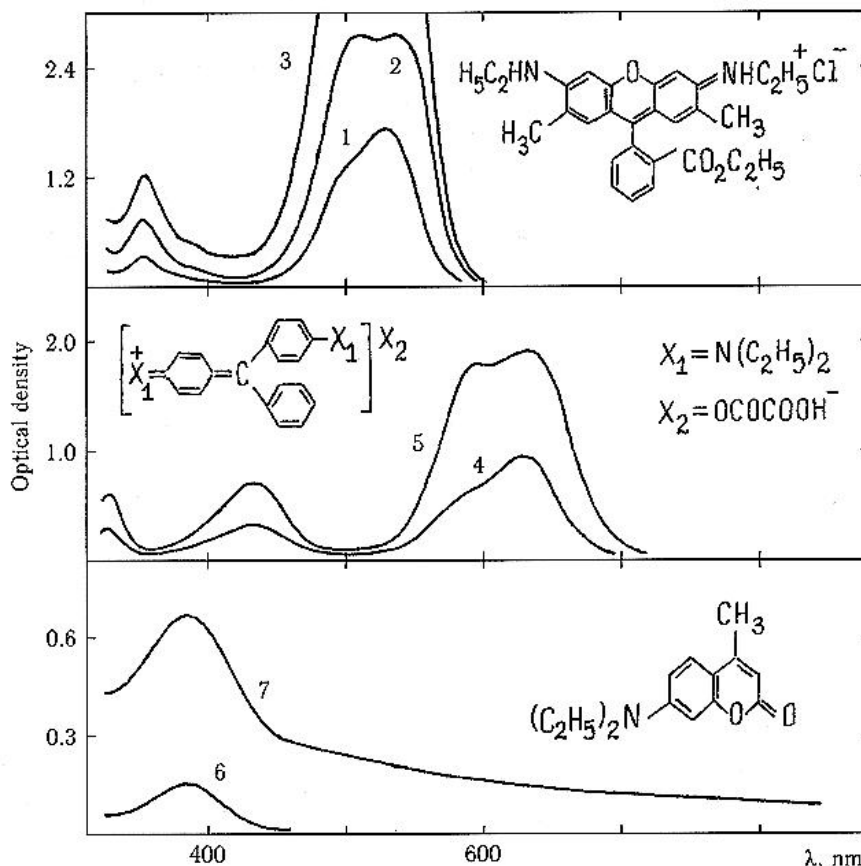 2.4
1.2
3
2
1
H₅C₂HN
O
NHC₂H₅Cl⁻
+
H₃C
CH₃
CO₂C₂H₅
Optical density
2.0
1.0
[X₁⁺=
C
X₁]X₂
5
4
X₁=N(C₂H₅)₂
X₂=OCOCOOH⁻
0.6
0.3
7
6
CH₃
(C₂H₅)₂N
O
O
400
600
λ, nm